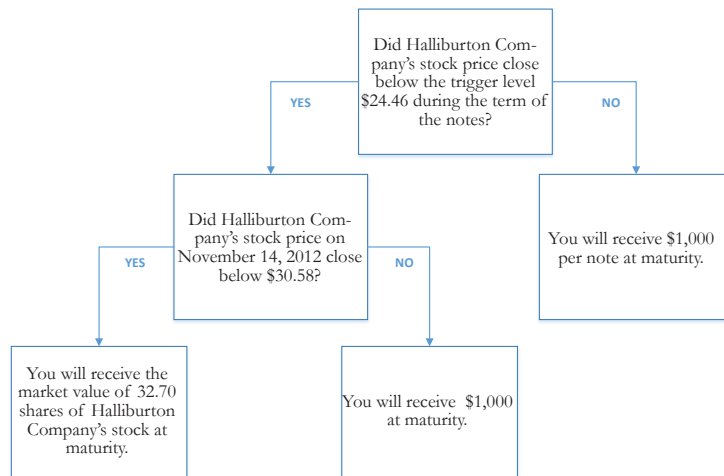 Did Halliburton Com-
pany's stock price close
below the trigger level
$24.46 during the term of
the notes?
YES
NO
Did Halliburton Com-
pany's stock price on
November 14, 2012 close
below $30.58?
You will receive $1,000
per note at maturity.
YES
NO
You will receive the
market value of 32.70
shares of Halliburton
Company's stock at
maturity.
You will receive $1,000
at maturity.